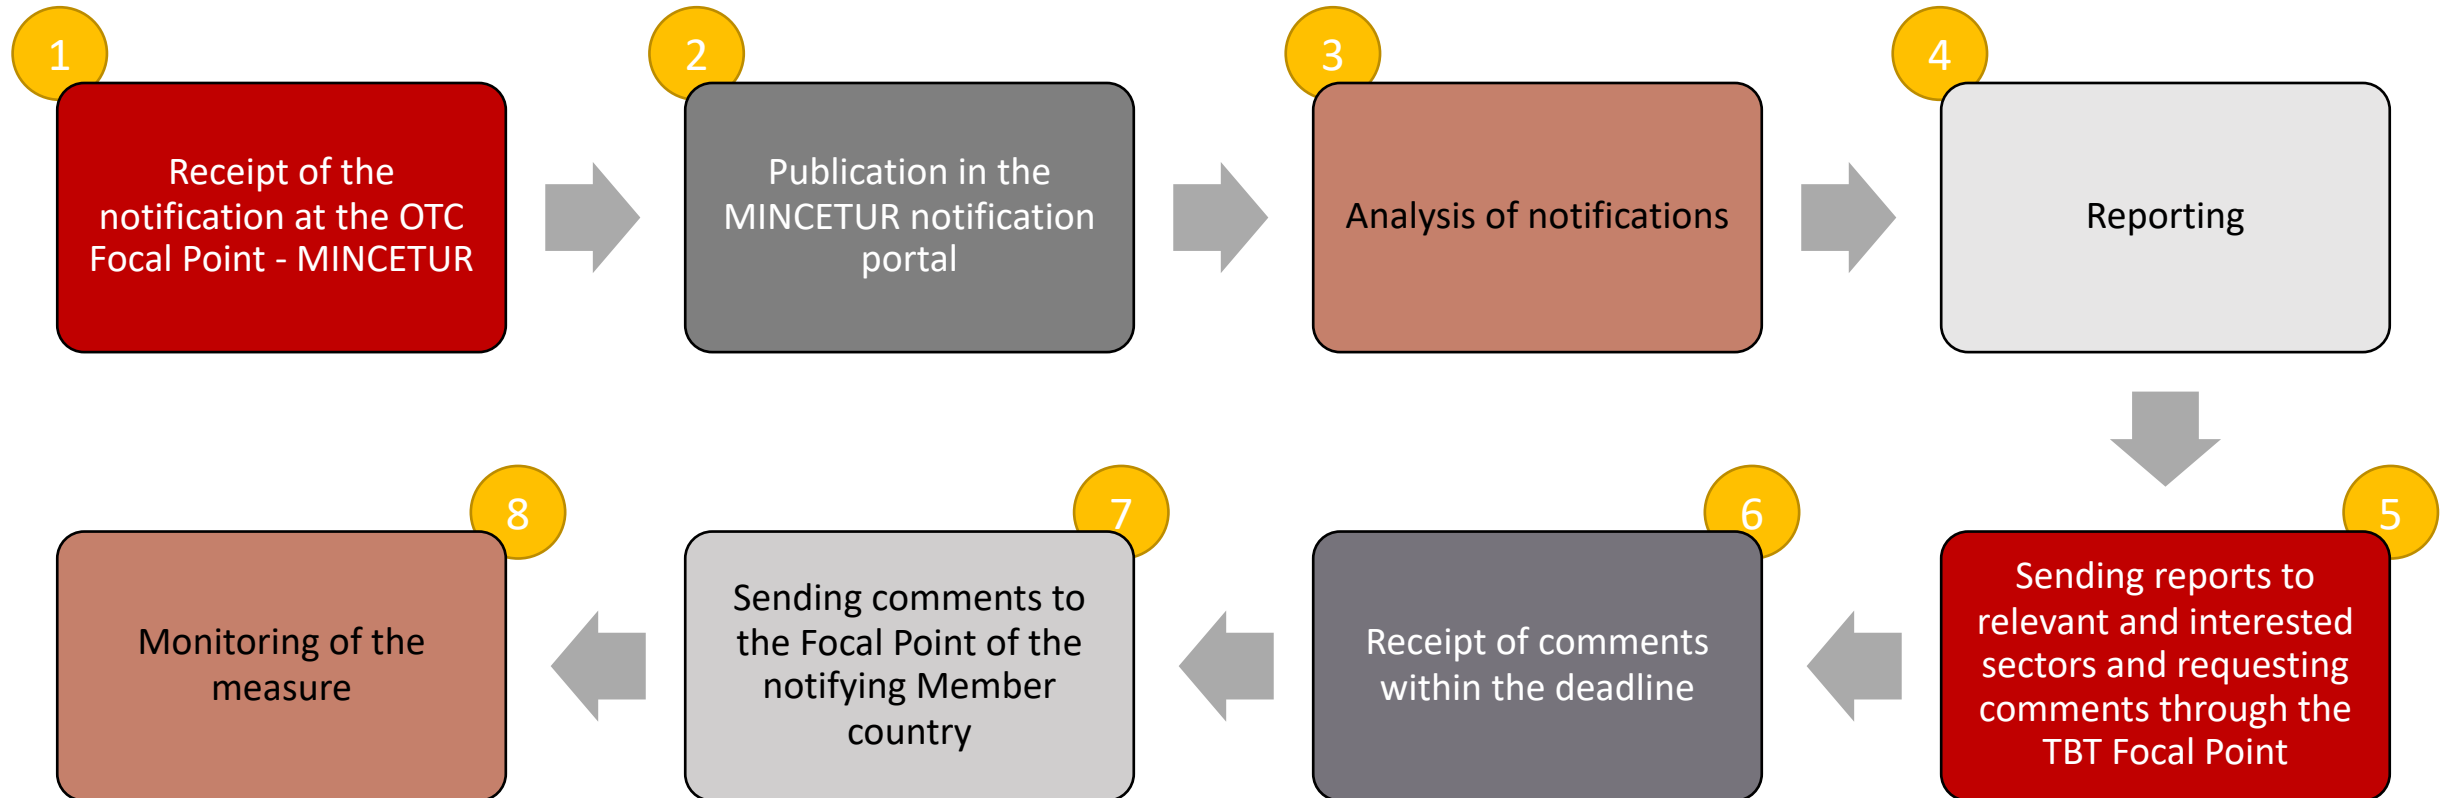 1
Receipt of the
notification at the OTC
Focal Point - MINCETUR
2
Publication in the
MINCETUR notification
portal
3
Analysis of notifications
4
Reporting
5
Sending reports to
relevant and interested
sectors and requesting
comments through the
TBT Focal Point
6
Receipt of comments
within the deadline
7
Sending comments to
the Focal Point of the
notifying Member
country
8
Monitoring of the
measure